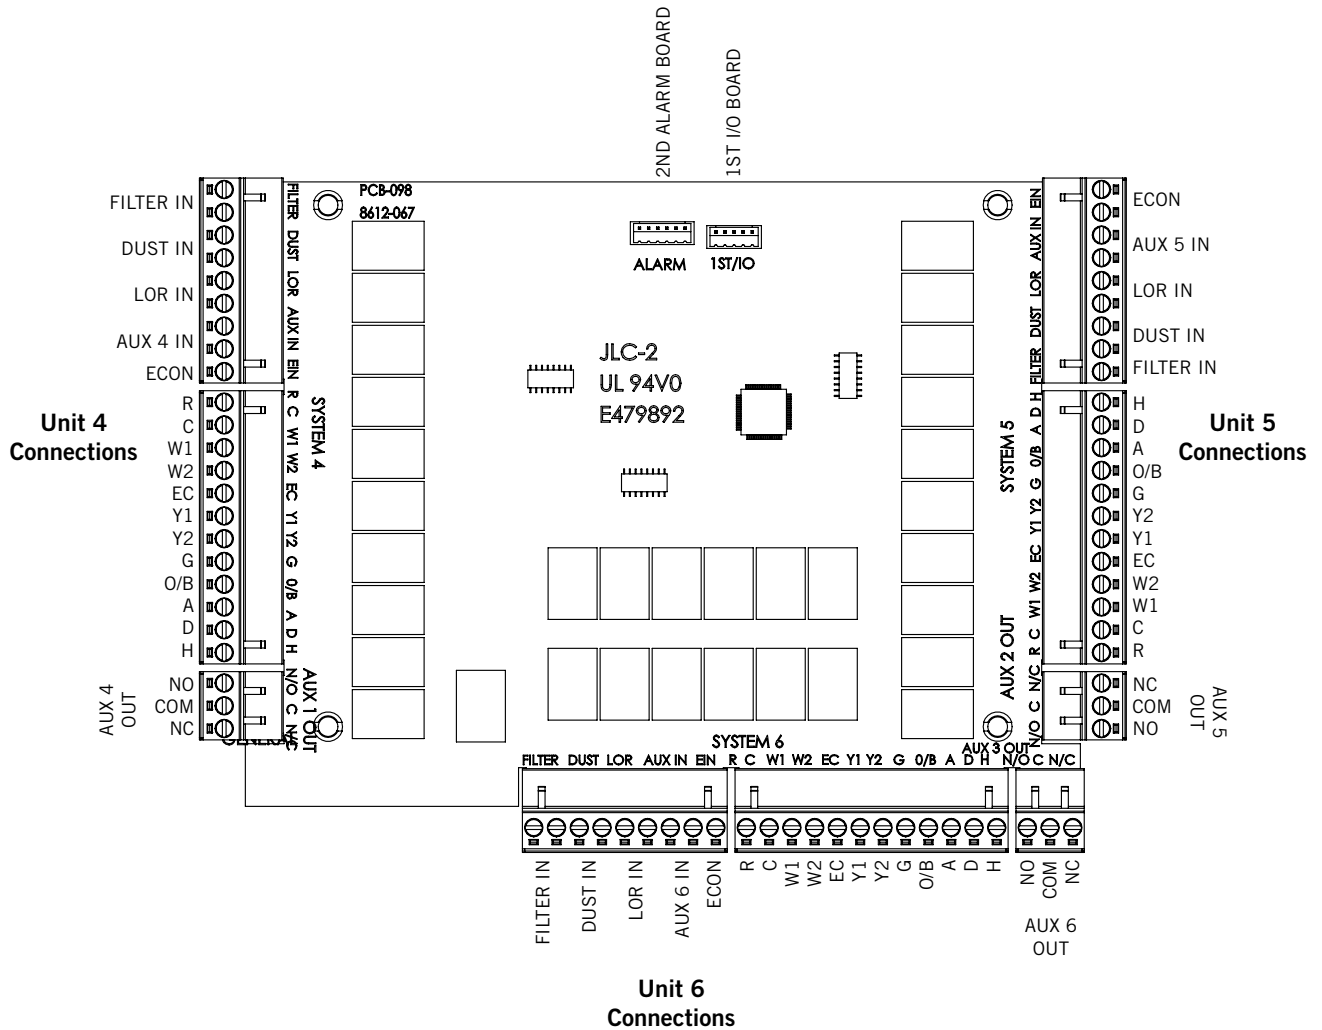 2ND ALARM BOARD
1ST I/O BOARD
PCB-098
8612-067
ALARM
1ST/IO
JLC-2
UL 94V0
E479892
FILTER IN
DUST IN
LOR IN
AUX 4 IN
ECON
Unit 4
Connections
R
C
W1
W2
EC
Y1
Y2
G
O/B
A
D
H
NO
COM
NC
AUX 4
OUT
FILTER DUST LOR AUX IN EIN
R C W1 W2 EC Y1 Y2 G O/B A D H
N/O C N/C
SYSTEM 4
AUX 1 OUT
SYSTEM 5
AUX 2 OUT
FILTER DUST LOR AUX IN EIN
N/O C N/C R C W1 W2 EC Y1 Y2 G O/B A D H
ECON
AUX 5 IN
LOR IN
DUST IN
FILTER IN
Unit 5
Connections
H
D
A
O/B
G
Y2
Y1
EC
W2
W1
C
R
NC
COM
NO
AUX 5
OUT
SYSTEM 6
AUX 3 OUT
FILTER DUST LOR AUX IN EIN R C W1 W2 EC Y1 Y2 G O/B A D H N/O C N/C
FILTER IN
DUST IN
LOR IN
AUX 6 IN
ECON
R
C
W1
W2
EC
Y1
Y2
G
O/B
A
D
H
NO
COM
NC
AUX 6
OUT
Unit 6
Connections